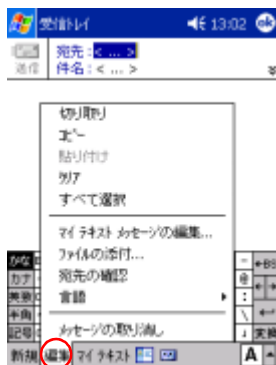 受信トレイ 13:02 ok
送信
宛先:< ... >
件名:< ... >
切り取り
コピー
貼り付け
クリア
すべて選択
マイ テキスト メッセージの編集...
ファイルの添付...
宛先の確認
言語
メッセージの取り消し
かな
カナ
英数
半角
記号
- ←BS
@
: ← →
\ ←
変換
新規 編集 マイ テキスト A